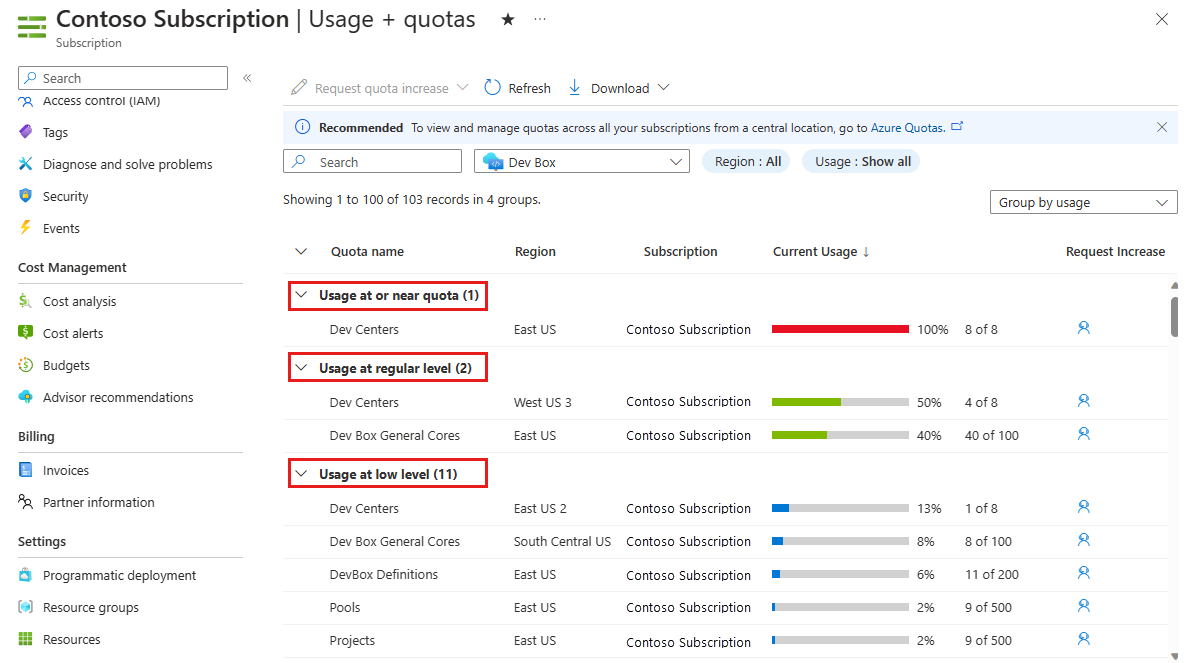 Contoso Subscription | Usage + quotas ★ ...
Subscription
Search «
Access control (IAM)
Tags
Diagnose and solve problems
Security
Events
Cost Management
Cost analysis
Cost alerts
Budgets
Advisor recommendations
Billing
Invoices
Partner information
Settings
Programmatic deployment
Resource groups
Resources
Request quota increase Refresh Download
Recommended To view and manage quotas across all your subscriptions from a central location, go to Azure Quotas.
Search Dev Box Region : All Usage : Show all
Showing 1 to 100 of 103 records in 4 groups.
Group by usage
Quota name Region Subscription Current Usage ↓ Request Increase
Usage at or near quota (1)
Dev Centers East US Contoso Subscription 100% 8 of 8
Usage at regular level (2)
Dev Centers West US 3 Contoso Subscription 50% 4 of 8
Dev Box General Cores East US Contoso Subscription 40% 40 of 100
Usage at low level (11)
Dev Centers East US 2 Contoso Subscription 13% 1 of 8
Dev Box General Cores South Central US Contoso Subscription 8% 8 of 100
DevBox Definitions East US Contoso Subscription 6% 11 of 200
Pools East US Contoso Subscription 2% 9 of 500
Projects East US Contoso Subscription 2% 9 of 500